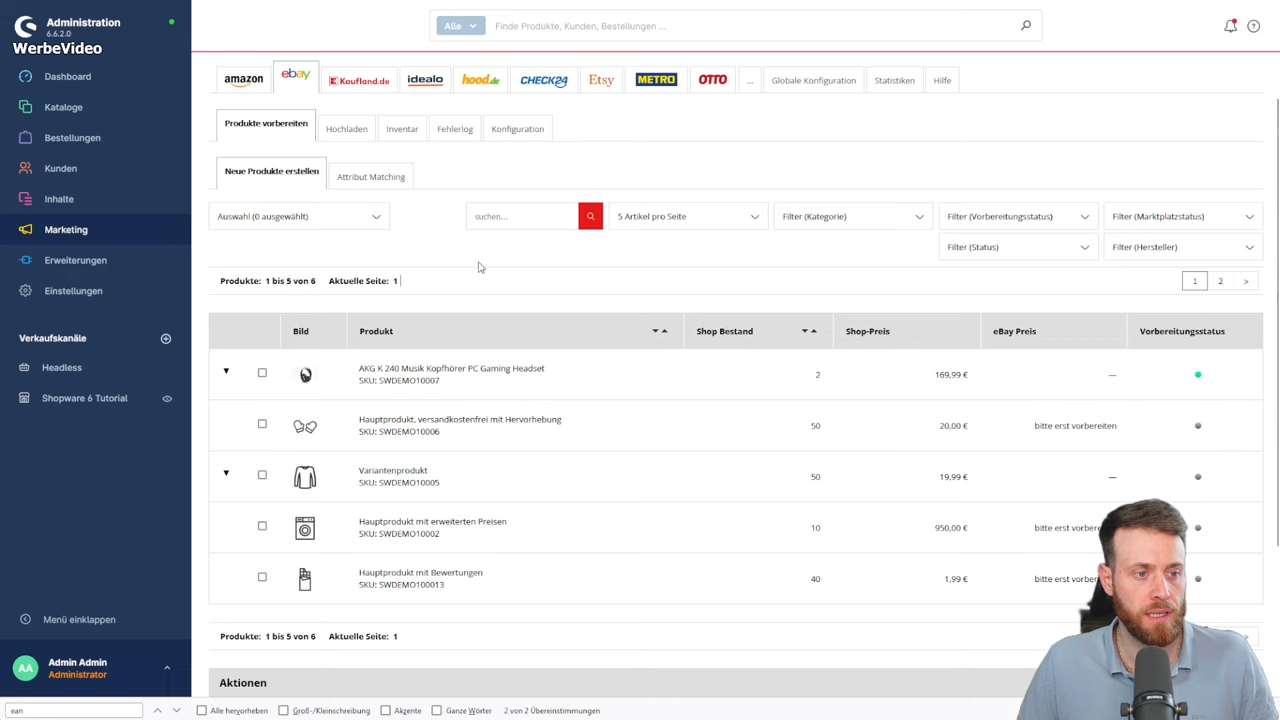 Administration
6.6.2.0
WerbeVideo
Alle
Finde Produkte, Kunden, Bestellungen ...
Dashboard
Kataloge
Bestellungen
Kunden
Inhalte
Marketing
Erweiterungen
Einstellungen
Verkaufskanäle
Headless
Shopware 6 Tutorial
Menü einklappen
AA
Admin Admin
Administrator
amazon ebay Kaufland.de idealo hood.de CHECK24 Etsy METRO OTTO ... Globale Konfiguration Statistiken Hilfe
Produkte vorbereiten Hochladen Inventar Fehlerlog Konfiguration
Neue Produkte erstellen Attribut Matching
Auswahl (0 ausgewählt) suchen... 5 Artikel pro Seite Filter (Kategorie) Filter (Vorbereitungsstatus) Filter (Marktplatzstatus)
Filter (Status) Filter (Hersteller)
Produkte: 1 bis 5 von 6 Aktuelle Seite: 1 1 2 >
Bild Produkt Shop Bestand Shop-Preis eBay Preis Vorbereitungsstatus
AKG K 240 Musik Kopfhörer PC Gaming Headset
SKU: SWDEMO10007
2 169,99 € —
Hauptprodukt, versandkostenfrei mit Hervorhebung
SKU: SWDEMO10006
50 20,00 € bitte erst vorbereiten
Variantenprodukt
SKU: SWDEMO10005
50 19,99 € —
Hauptprodukt mit erweiterten Preisen
SKU: SWDEMO10002
10 950,00 € bitte erst
Hauptprodukt mit Bewertungen
SKU: SWDEMO100013
40 1,99 € bitte erst
Produkte: 1 bis 5 von 6 Aktuelle Seite: 1 >
Aktionen
ean Alle hervorheben Groß-/Kleinschreibung Akzente Ganze Wörter 2 von 2 Übereinstimmungen